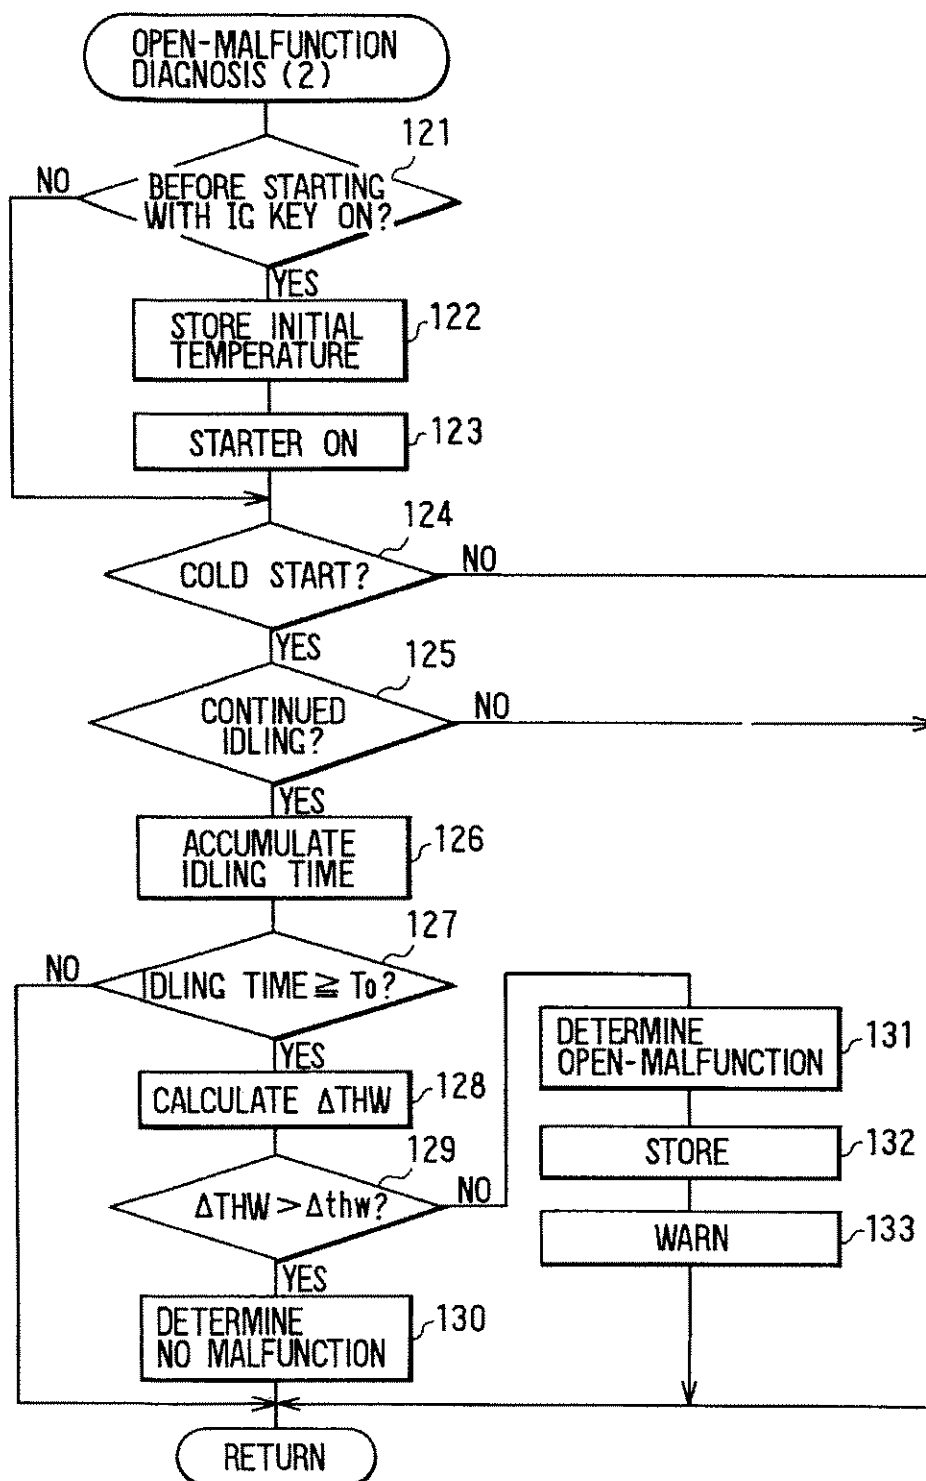 OPEN-MALFUNCTION
DIAGNOSIS (2)
121
NO
BEFORE STARTING
WITH IG KEY ON?
YES
STORE INITIAL
TEMPERATURE
122
STARTER ON
123
124
COLD START?
NO
YES
125
CONTINUED
IDLING?
NO
YES
ACCUMULATE
IDLING TIME
126
127
NO
IDLING TIME ≧ To?
YES
CALCULATE ΔTHW
128
129
ΔTHW > Δthw?
NO
YES
DETERMINE
NO MALFUNCTION
130
DETERMINE
OPEN-MALFUNCTION
131
STORE
132
WARN
133
RETURN